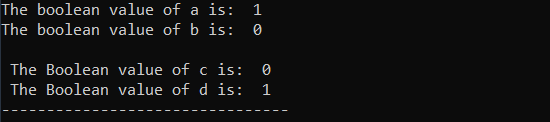 The boolean value of a is:  1
The boolean value of b is:  0

 The Boolean value of c is:  0
 The Boolean value of d is:  1
--------------------------------